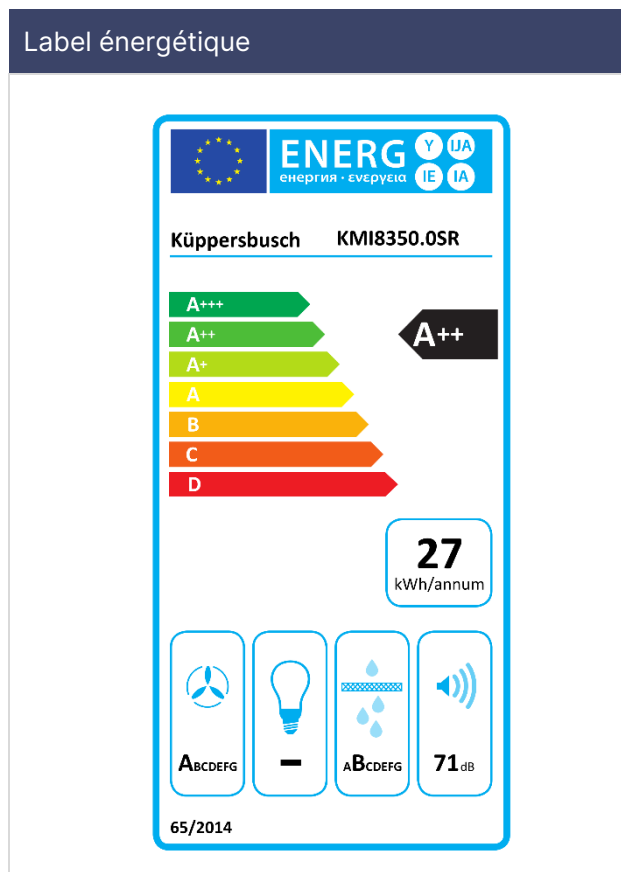 Label énergétique
ENERG Y IJA
енергия · ενεργεια IE IA
Küppersbusch KMI8350.0SR
A+++
A++ A++
A+
A
B
C
D
27
kWh/annum
ABCDEFG – ABCDEFG 71dB
65/2014